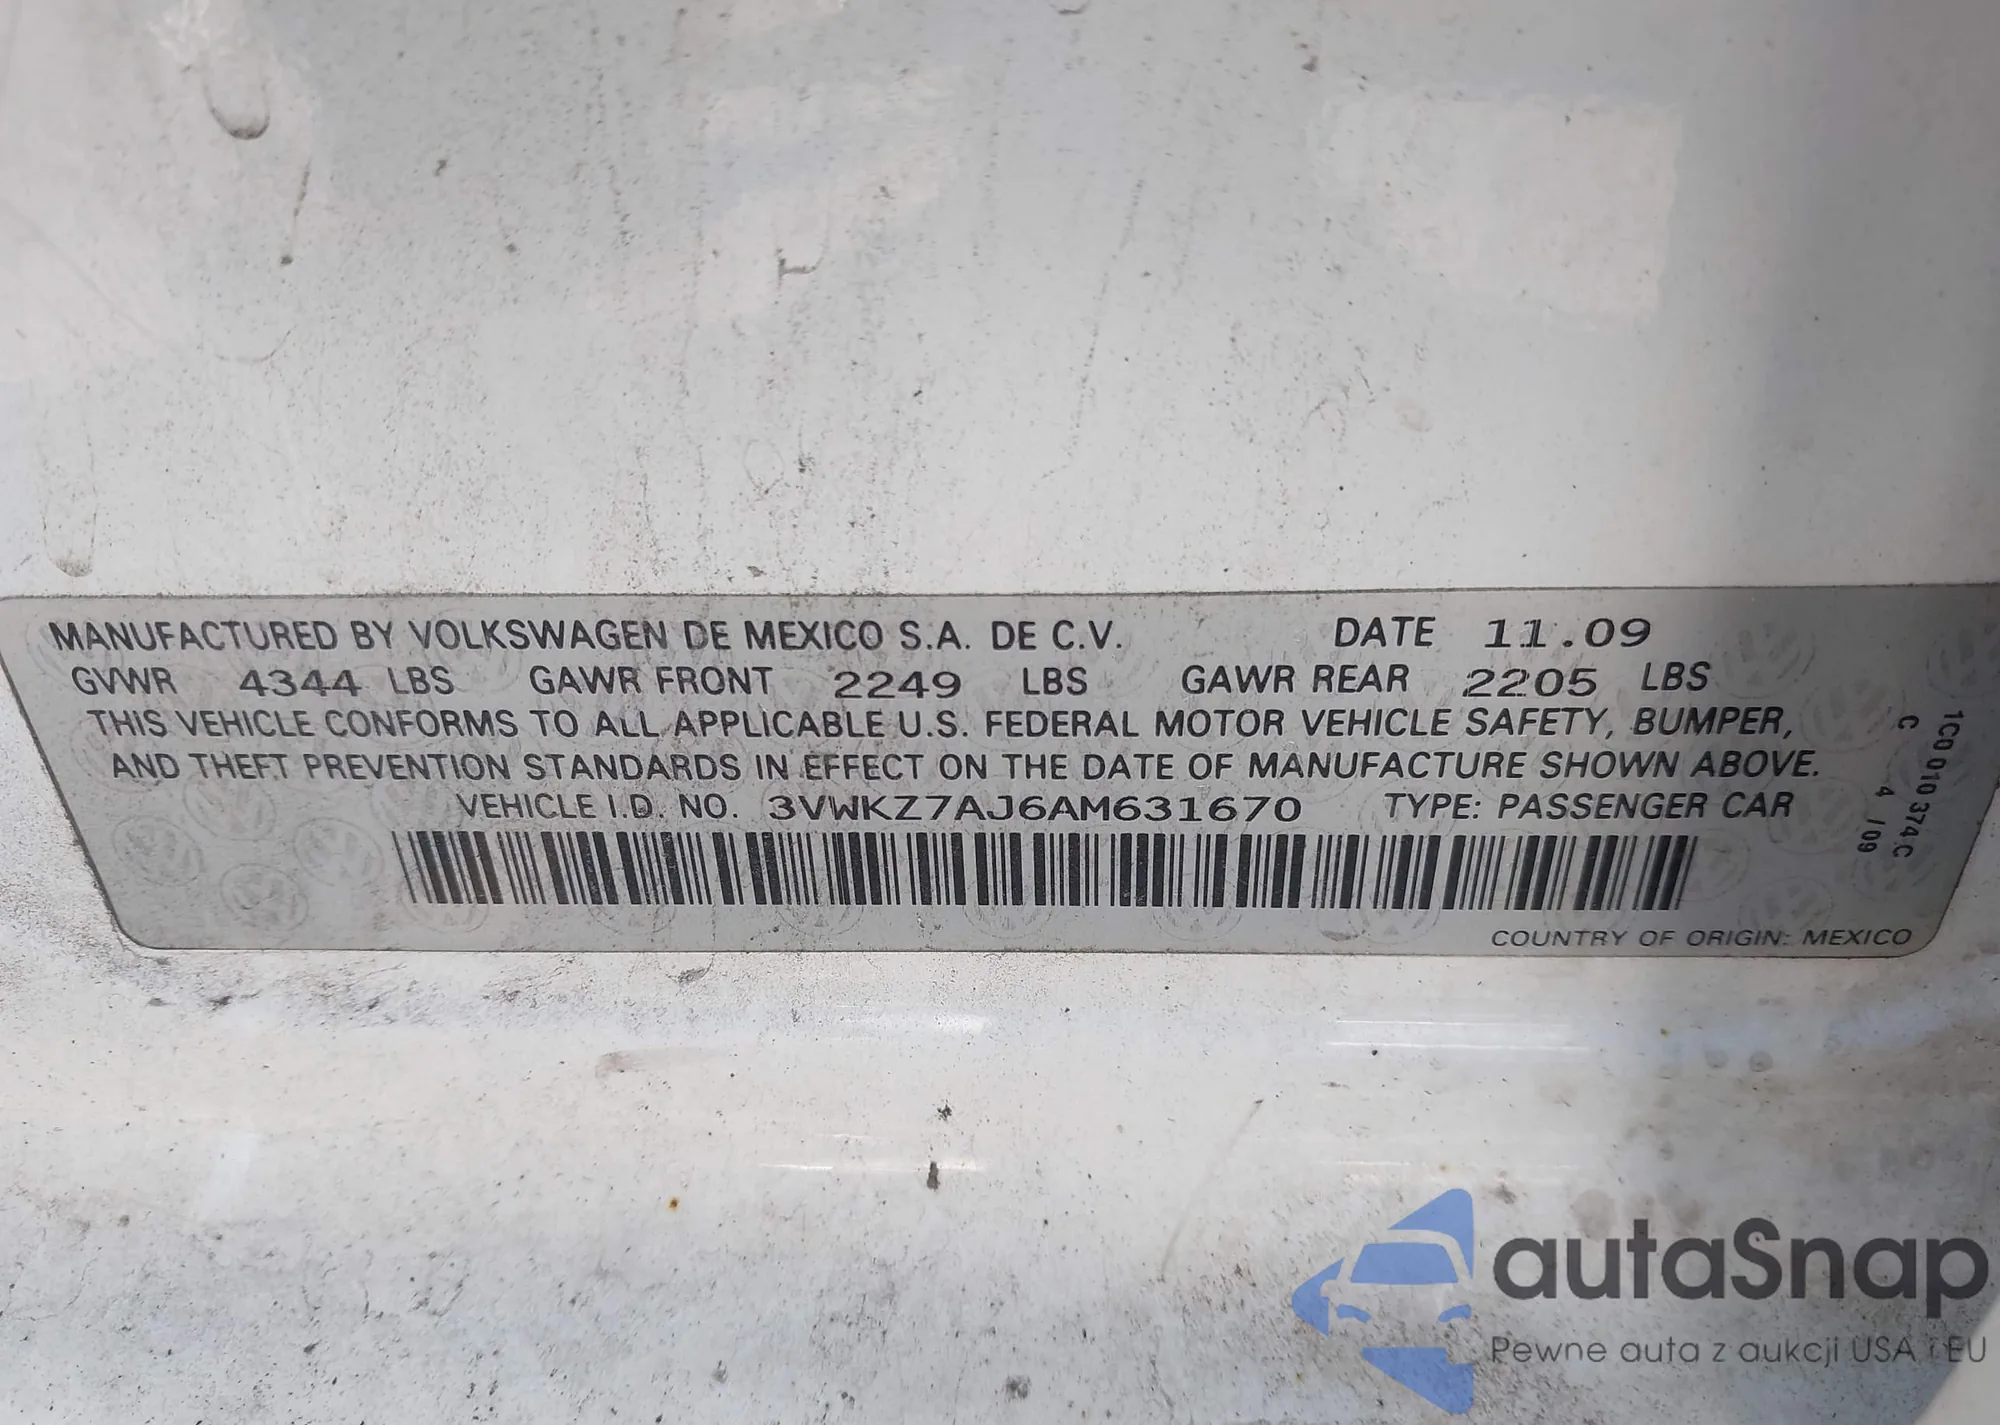 MANUFACTURED BY VOLKSWAGEN DE MEXICO S.A. DE C.V. DATE 11.09
GVWR 4344 LBS GAWR FRONT 2249 LBS GAWR REAR 2205 LBS
THIS VEHICLE CONFORMS TO ALL APPLICABLE U.S. FEDERAL MOTOR VEHICLE SAFETY, BUMPER,
AND THEFT PREVENTION STANDARDS IN EFFECT ON THE DATE OF MANUFACTURE SHOWN ABOVE.
VEHICLE I.D. NO. 3VWKZ7AJ6AM631670 TYPE: PASSENGER CAR
COUNTRY OF ORIGIN: MEXICO
1C0 010 374 C
C 4 /09
autaSnap
Pewne auta z aukcji USA i EU